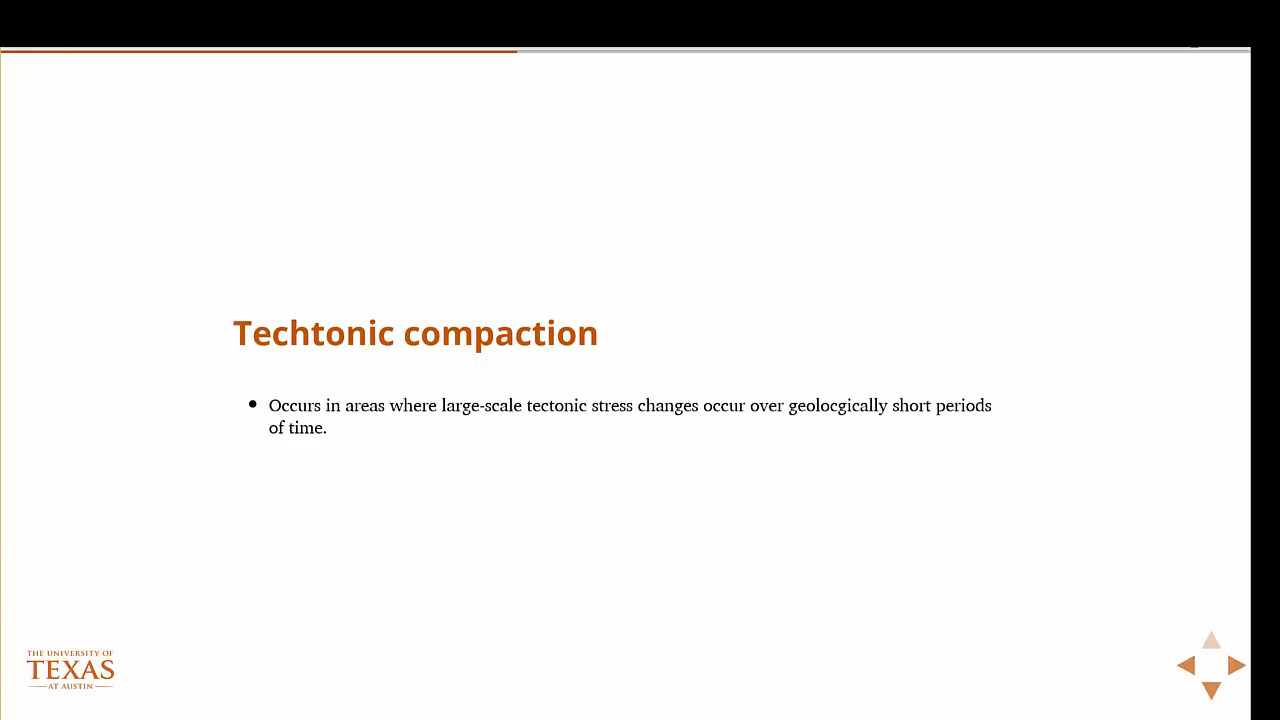 Techtonic compaction
Occurs in areas where large-scale tectonic stress changes occur over geolocgically short periods
of time.
THE UNIVERSITY OF
TEXAS
AT AUSTIN